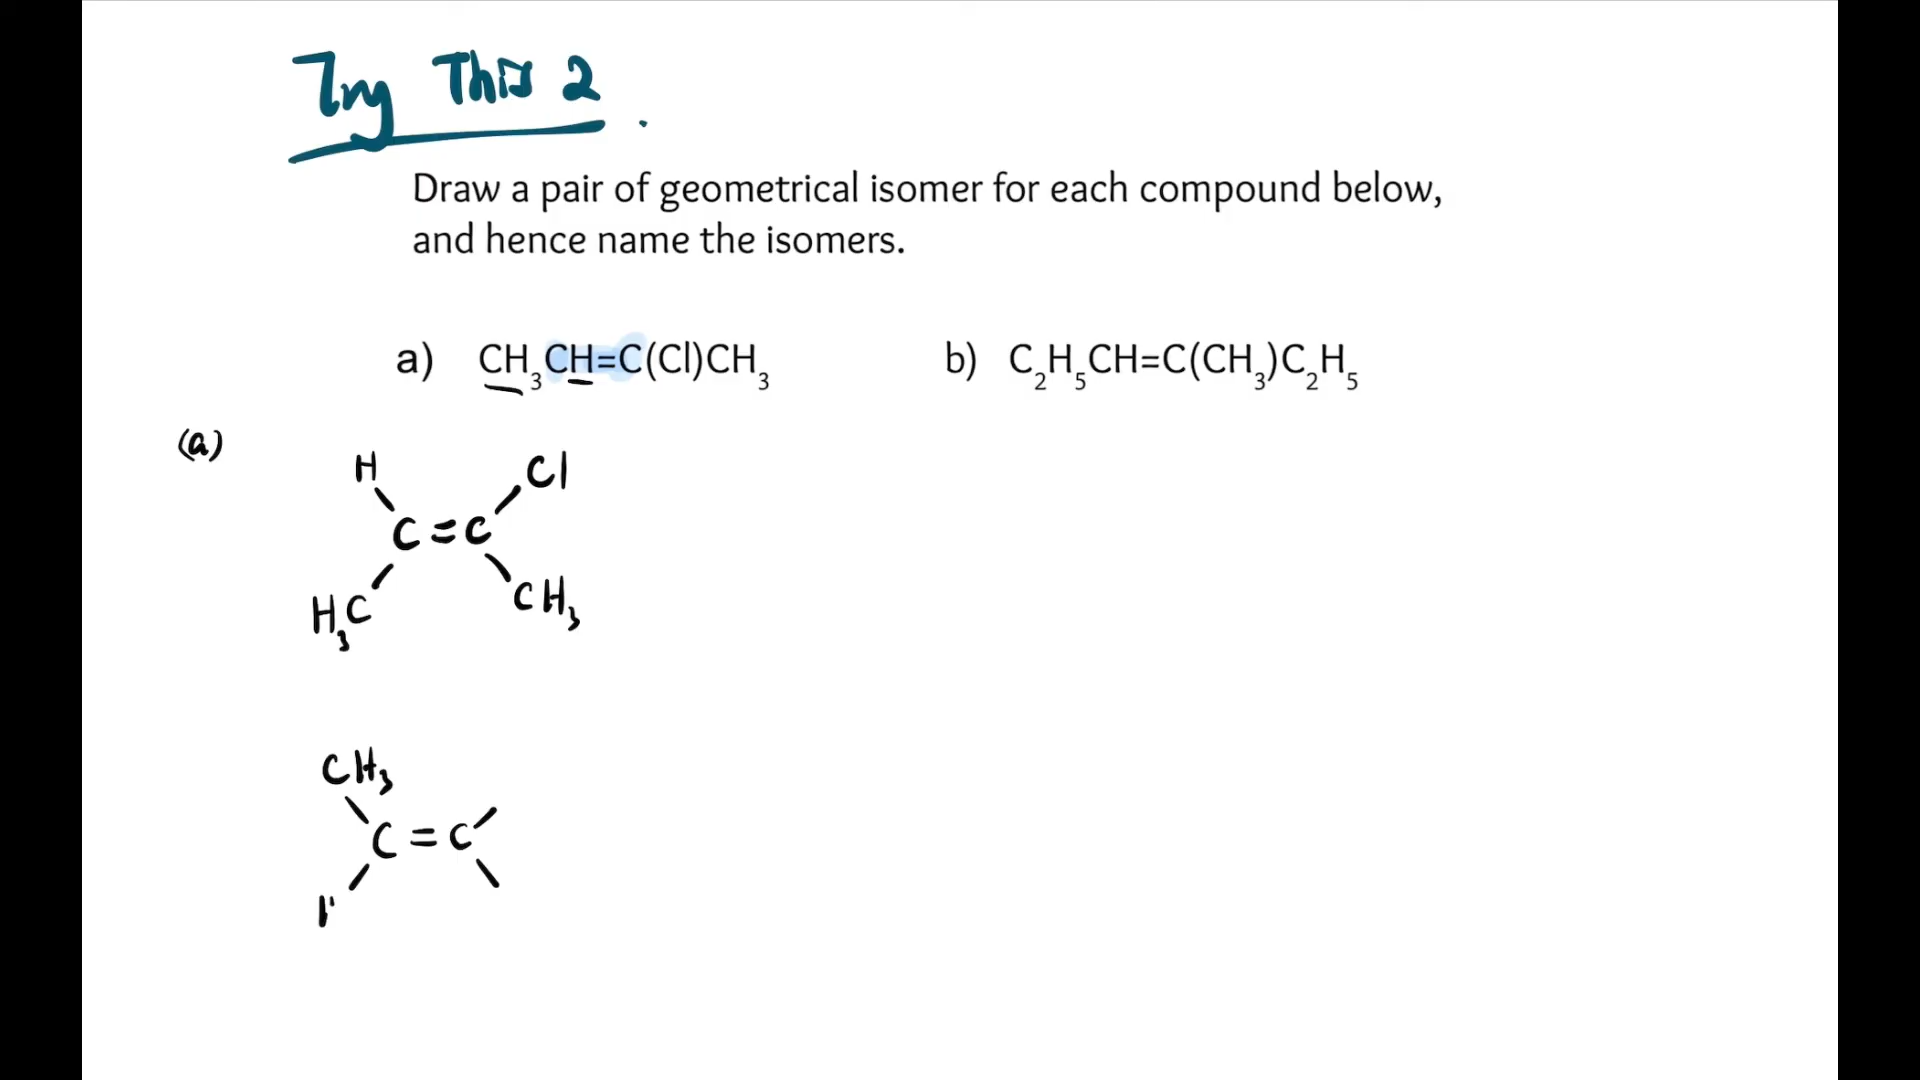 Try This 2.
Draw a pair of geometrical isomer for each compound below,
and hence name the isomers.
a) CH₃CH=C(Cl)CH₃ b) C₂H₅CH=C(CH₃)C₂H₅
(a)
H Cl
C=C
H₃C CH₃
CH₃
C=C